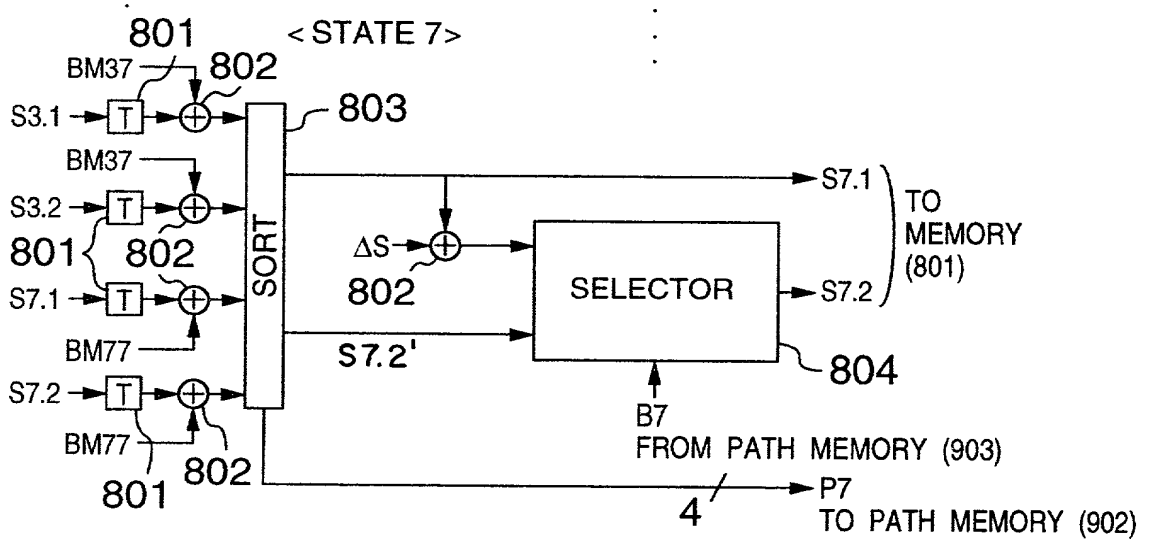 801
< STATE 7>
BM37
802
S3.1
T
803
BM37
S3.2
T
S7.1
801
802
SORT
ΔS
802
SELECTOR
TO
MEMORY
(801)
S7.1
T
S7.2
BM77
S7.2'
804
S7.2
T
B7
BM77
802
FROM PATH MEMORY (903)
801
4
P7
TO PATH MEMORY (902)